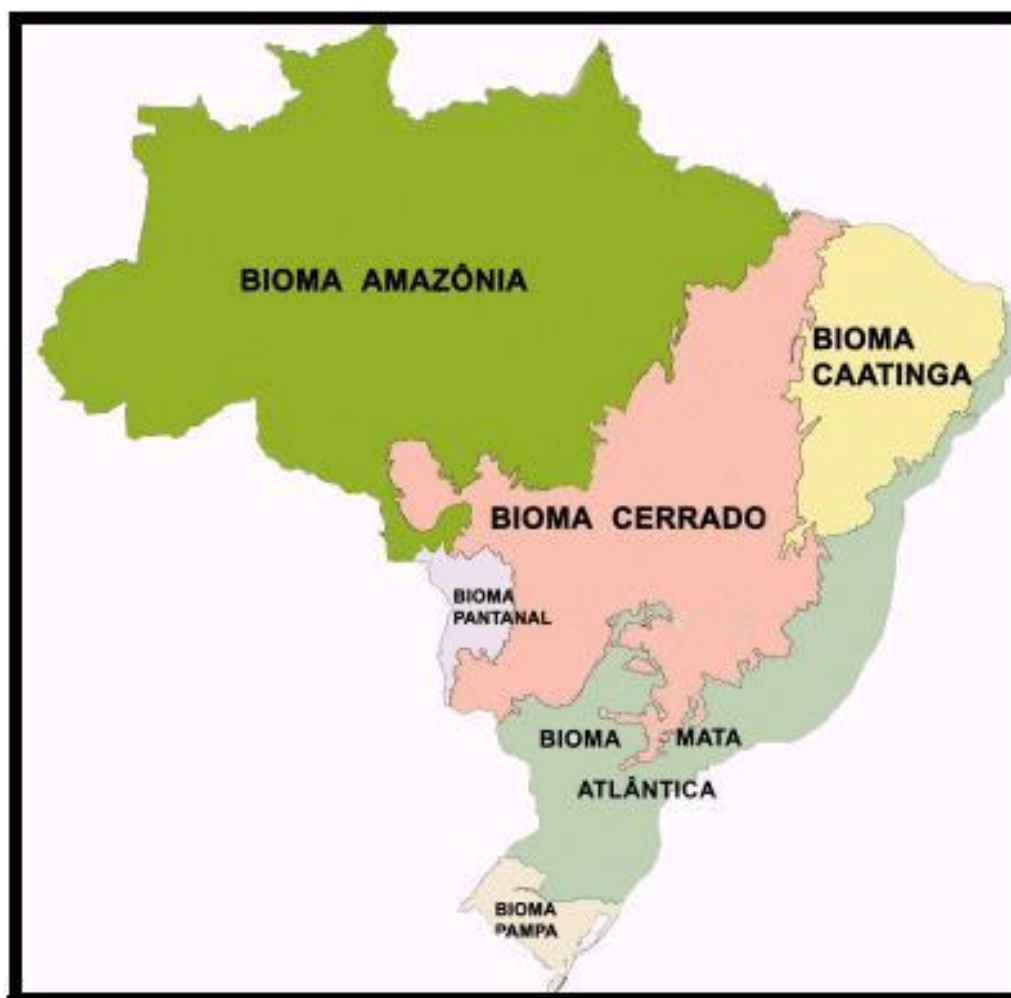 BIOMA AMAZÔNIA
BIOMA
CAATINGA
BIOMA CERRADO
BIOMA
PANTANAL
BIOMA MATA
ATLÂNTICA
BIOMA
PAMPA